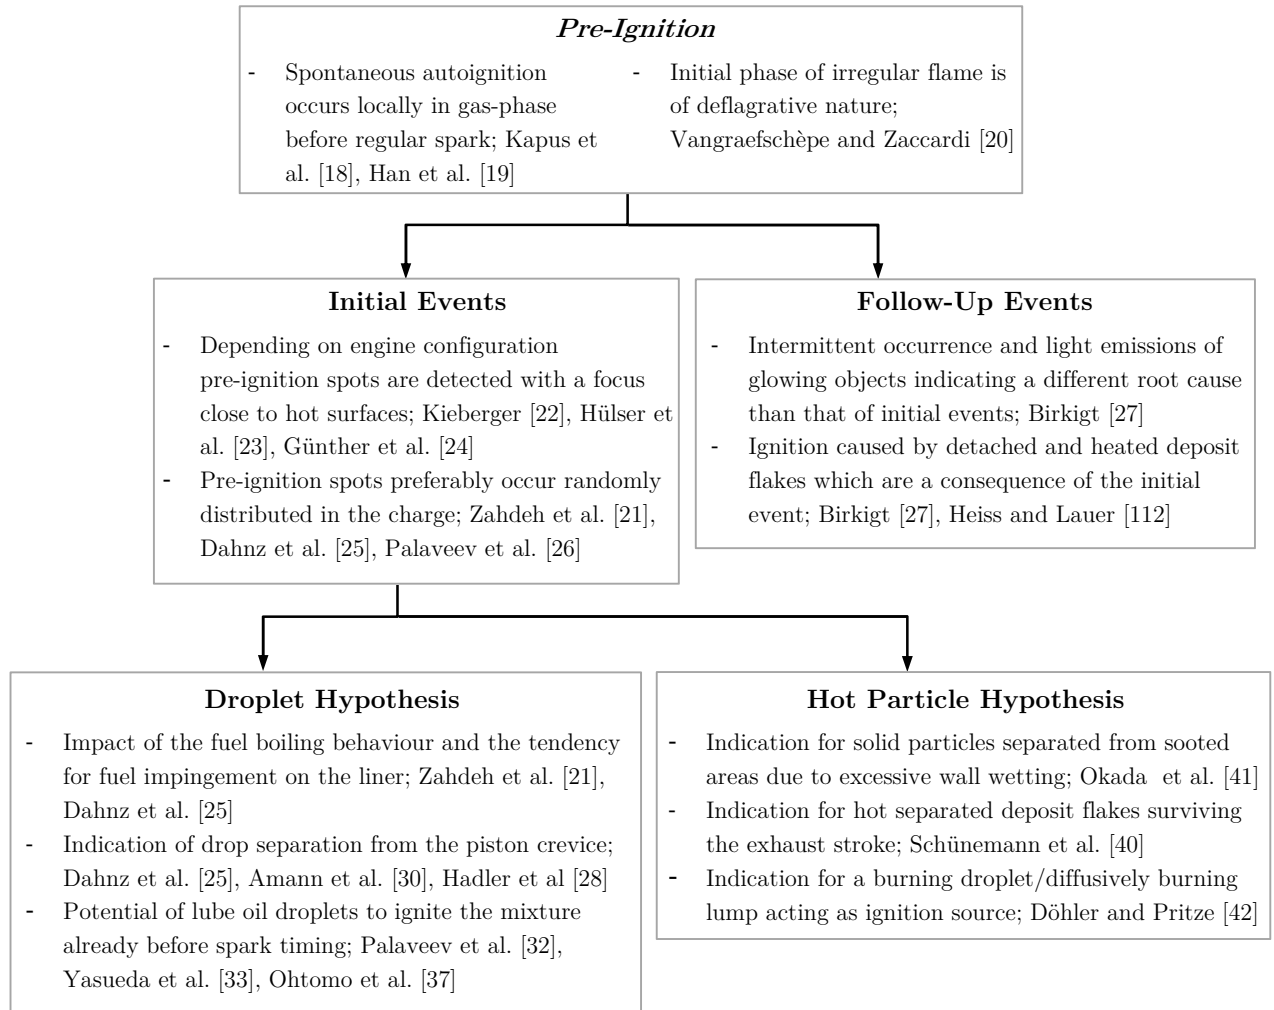 Pre-Ignition
- Spontaneous autoignition
occurs locally in gas-phase
before regular spark; Kapus et
al. [18], Han et al. [19]
- Initial phase of irregular flame is
of deflagrative nature;
Vangraefschèpe and Zaccardi [20]
Initial Events
- Depending on engine configuration
pre-ignition spots are detected with a focus
close to hot surfaces; Kieberger [22], Hülser et
al. [23], Günther et al. [24]
- Pre-ignition spots preferably occur randomly
distributed in the charge; Zahdeh et al. [21],
Dahnz et al. [25], Palaveev et al. [26]
Follow-Up Events
- Intermittent occurrence and light emissions of
glowing objects indicating a different root cause
than that of initial events; Birkigt [27]
- Ignition caused by detached and heated deposit
flakes which are a consequence of the initial
event; Birkigt [27], Heiss and Lauer [112]
Droplet Hypothesis
- Impact of the fuel boiling behaviour and the tendency
for fuel impingement on the liner; Zahdeh et al. [21],
Dahnz et al. [25]
- Indication of drop separation from the piston crevice;
Dahnz et al. [25], Amann et al. [30], Hadler et al [28]
- Potential of lube oil droplets to ignite the mixture
already before spark timing; Palaveev et al. [32],
Yasueda et al. [33], Ohtomo et al. [37]
Hot Particle Hypothesis
- Indication for solid particles separated from sooted
areas due to excessive wall wetting; Okada et al. [41]
- Indication for hot separated deposit flakes surviving
the exhaust stroke; Schünemann et al. [40]
- Indication for a burning droplet/diffusively burning
lump acting as ignition source; Döhler and Pritze [42]